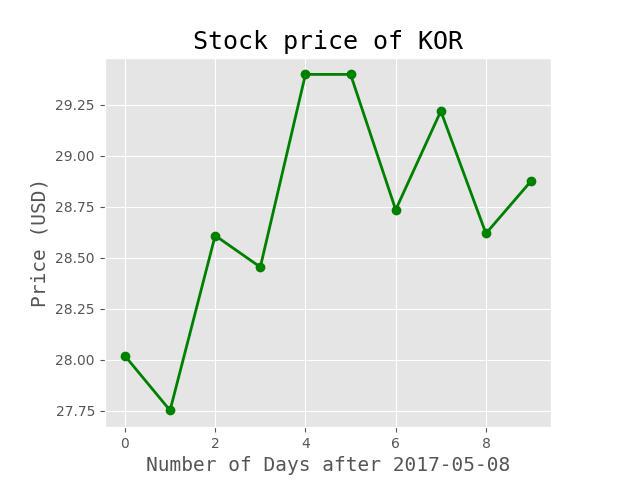 Stock price of KOR
Price (USD)
29.25
29.00
28.75
28.50
28.25
28.00
27.75
0 2 4 6 8
Number of Days after 2017-05-08